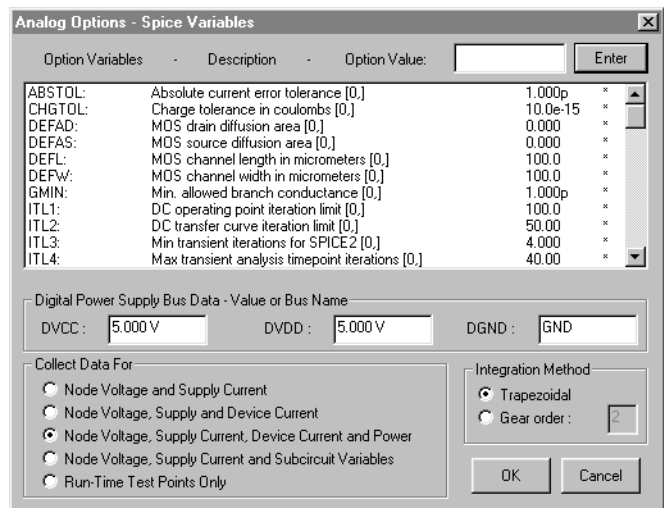 Analog Options - Spice Variables
Option Variables - Description - Option Value: Enter
ABSTOL: Absolute current error tolerance [0,] 1.000p *
CHGTOL: Charge tolerance in coulombs [0,] 10.0e-15 *
DEFAD: MOS drain diffusion area [0,] 0.000 *
DEFAS: MOS source diffusion area [0,] 0.000 *
DEFL: MOS channel length in micrometers [0,] 100.0 *
DEFW: MOS channel width in micrometers [0,] 100.0 *
GMIN: Min. allowed branch conductance [0,] 1.000p *
ITL1: DC operating point iteration limit [0,] 100.0 *
ITL2: DC transfer curve iteration limit [0,] 50.00 *
ITL3: Min transient iterations for SPICE2 [0,] 4.000 *
ITL4: Max transient analysis timepoint iterations [0,] 40.00 *
Digital Power Supply Bus Data - Value or Bus Name
DVCC : 5.000 V DVDD : 5.000 V DGND : GND
Collect Data For
Node Voltage and Supply Current
Node Voltage, Supply and Device Current
Node Voltage, Supply Current, Device Current and Power
Node Voltage, Supply Current and Subcircuit Variables
Run-Time Test Points Only
Integration Method
Trapezoidal
Gear order : 2
OK Cancel